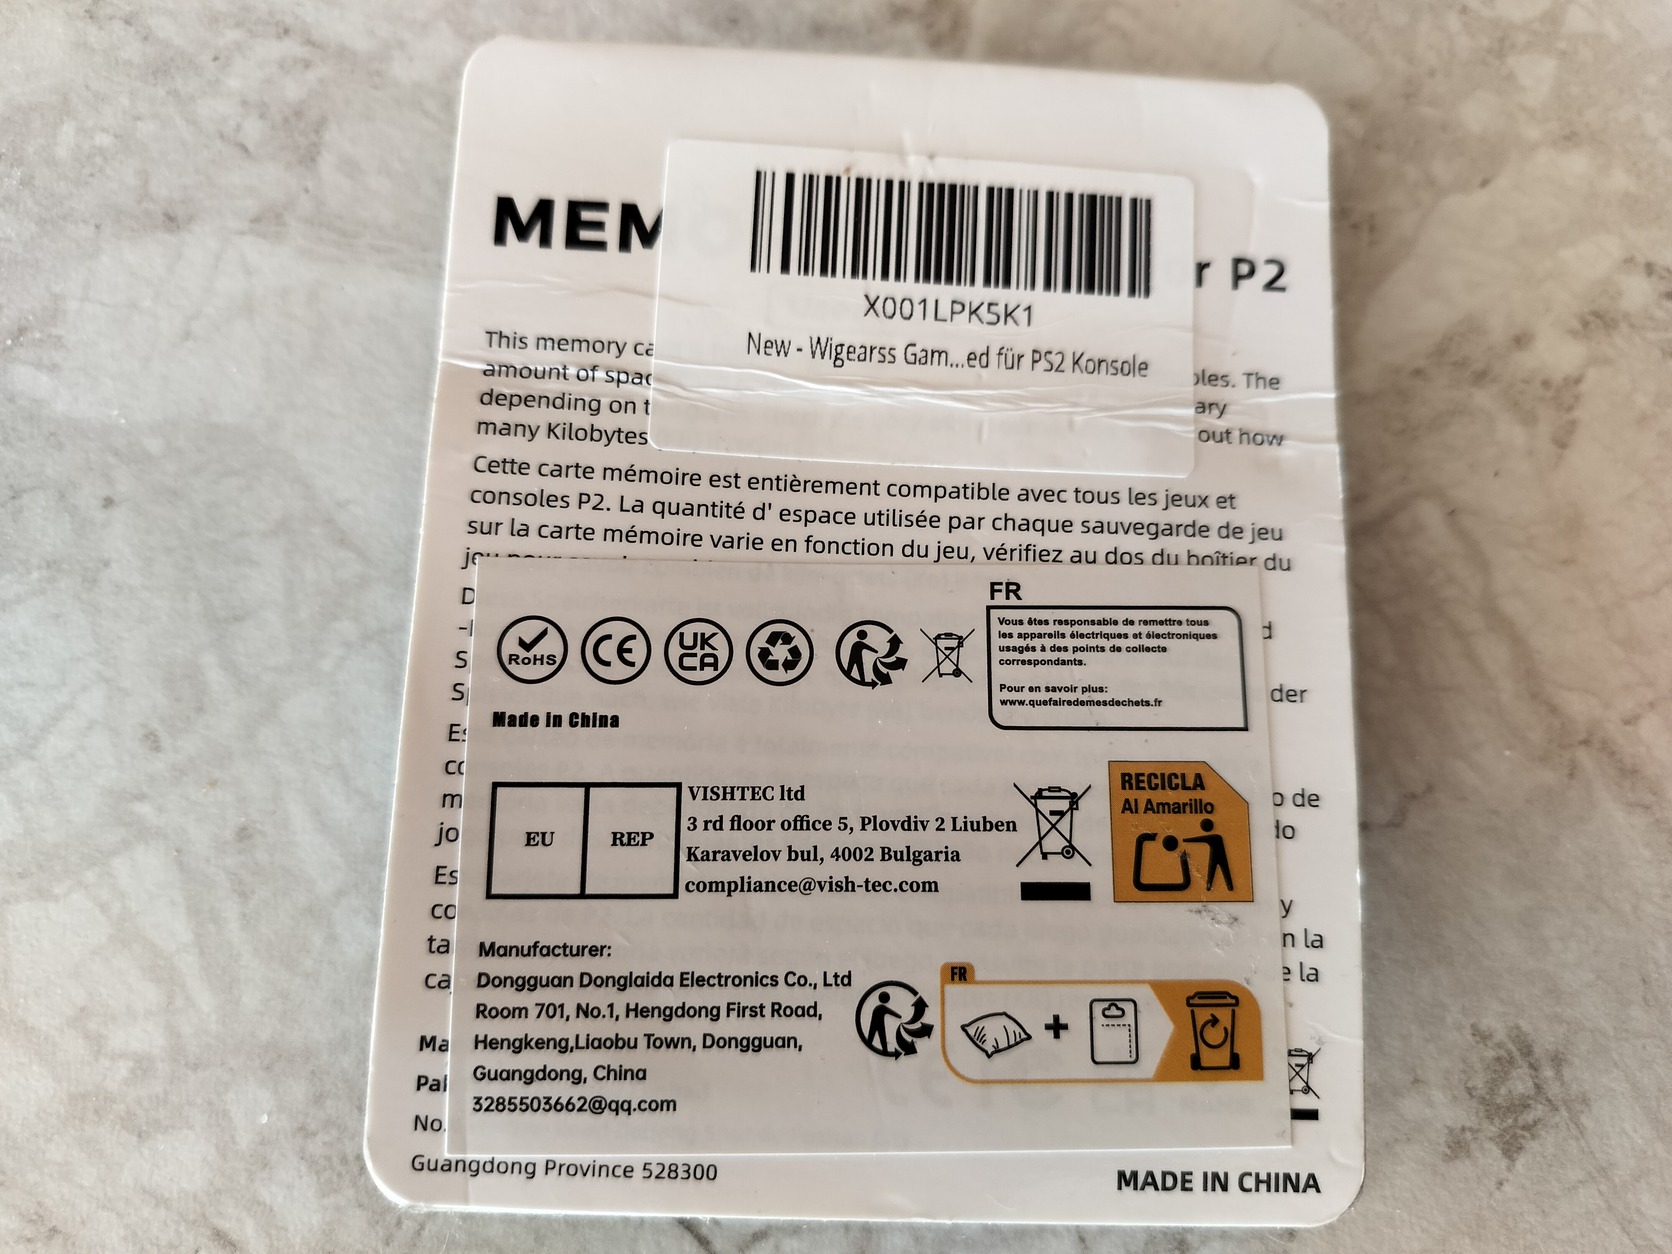 X001LPK5K1
New - Wigearss Gam...ed für PS2 Konsole
r P2
This memory
amount of
depending on
many Kilobytes
The
out how
Cette carte mémoire est entièrement compatible avec tous les jeux et
consoles P2. La quantité d' espace utilisée par chaque sauvegarde de jeu
sur la carte mémoire varie en fonction du jeu, vérifiez au dos du boîtier du
FR
Vous êtes responsable de remettre tous
les appareils électriques et électroniques
usagés à des points de collecte
correspondants.
Pour en savoir plus:
www.quefairedemesdechets.fr
RoHS
CE
UK
CA
Made in China
der
EU
REP
VISHTEC ltd
3 rd floor office 5, Plovdiv 2 Liuben
Karavelov bul, 4002 Bulgaria
compliance@vish-tec.com
RECICLA
Al Amarillo
de
y
la
la
Manufacturer:
Dongguan Donglaida Electronics Co., Ltd
Room 701, No.1, Hengdong First Road,
Hengkeng,Liaobu Town, Dongguan,
Guangdong, China
3285503662@qq.com
FR
+
No.
Guangdong Province 528300
MADE IN CHINA